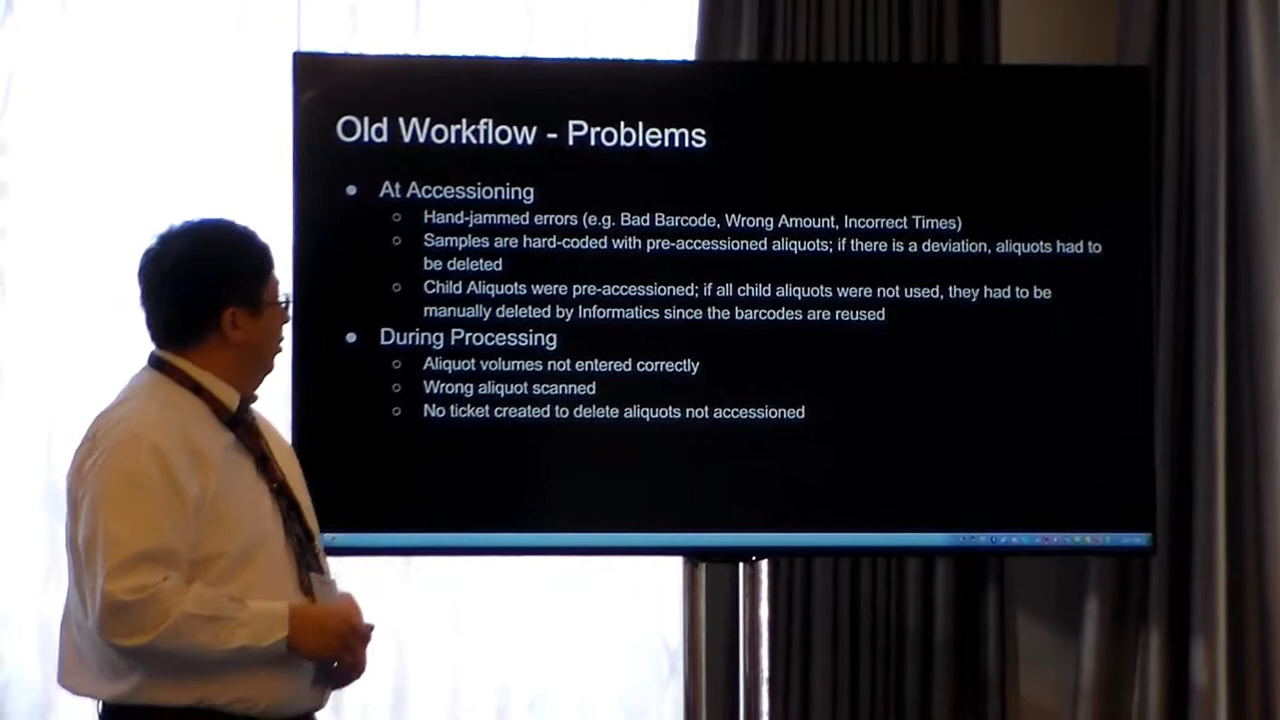 Old Workflow - Problems
At Accessioning
Hand-jammed errors (e.g. Bad Barcode, Wrong Amount, Incorrect Times)
Samples are hard-coded with pre-accessioned aliquots; if there is a deviation, aliquots had to
be deleted
Child Aliquots were pre-accessioned; if all child aliquots were not used, they had to be
manually deleted by Informatics since the barcodes are reused
During Processing
Aliquot volumes not entered correctly
Wrong aliquot scanned
No ticket created to delete aliquots not accessioned